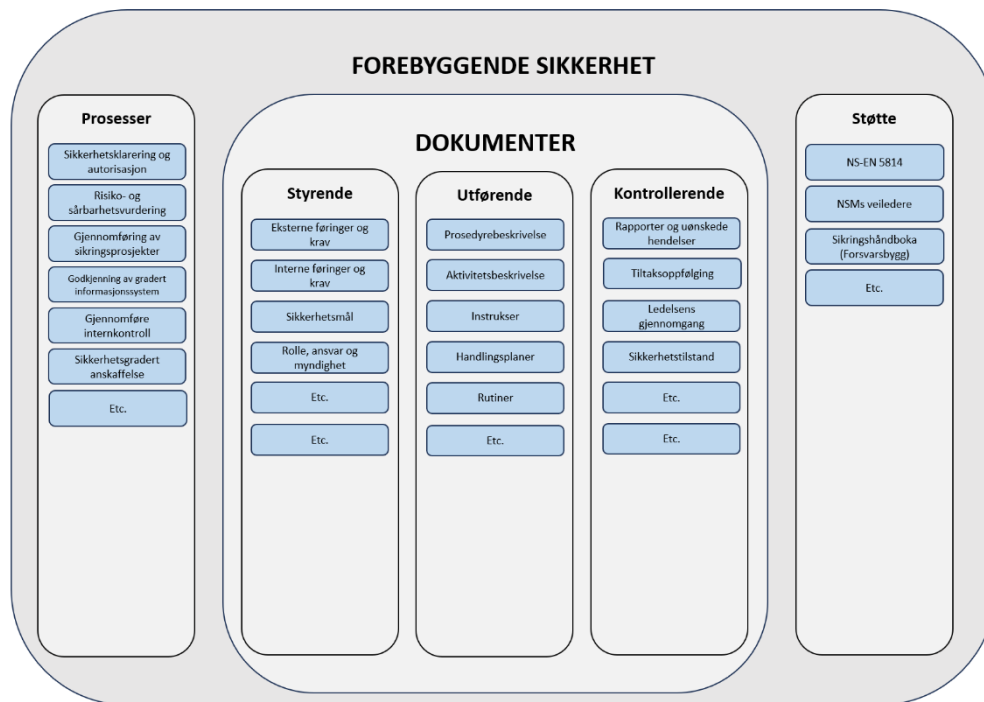 FOREBYGGENDE SIKKERHET
Prosesser
Sikkerhetsklarering og
autorisasjon
Risiko- og
sårbarhetsvurdering
Gjennomføring av
sikringsprosjekter
Godkjenning av gradert
informasjonssystem
Gjennomføre
internkontroll
Sikkerhetsgradert
anskaffelse
Etc.
DOKUMENTER
Styrende
Eksterne føringer og
krav
Interne føringer og
krav
Sikkerhetsmål
Rolle, ansvar og
myndighet
Etc.
Etc.
Utførende
Prosedyrebeskrivelse
Aktivitetsbeskrivelse
Instrukser
Handlingsplaner
Rutiner
Etc.
Kontrollerende
Rapporter og uønskede
hendelser
Tiltaksoppfølging
Ledelsens
gjennomgang
Sikkerhetstilstand
Etc.
Etc.
Støtte
NS-EN 5814
NSMs veiledere
Sikringshåndboka
(Forsvarsbygg)
Etc.